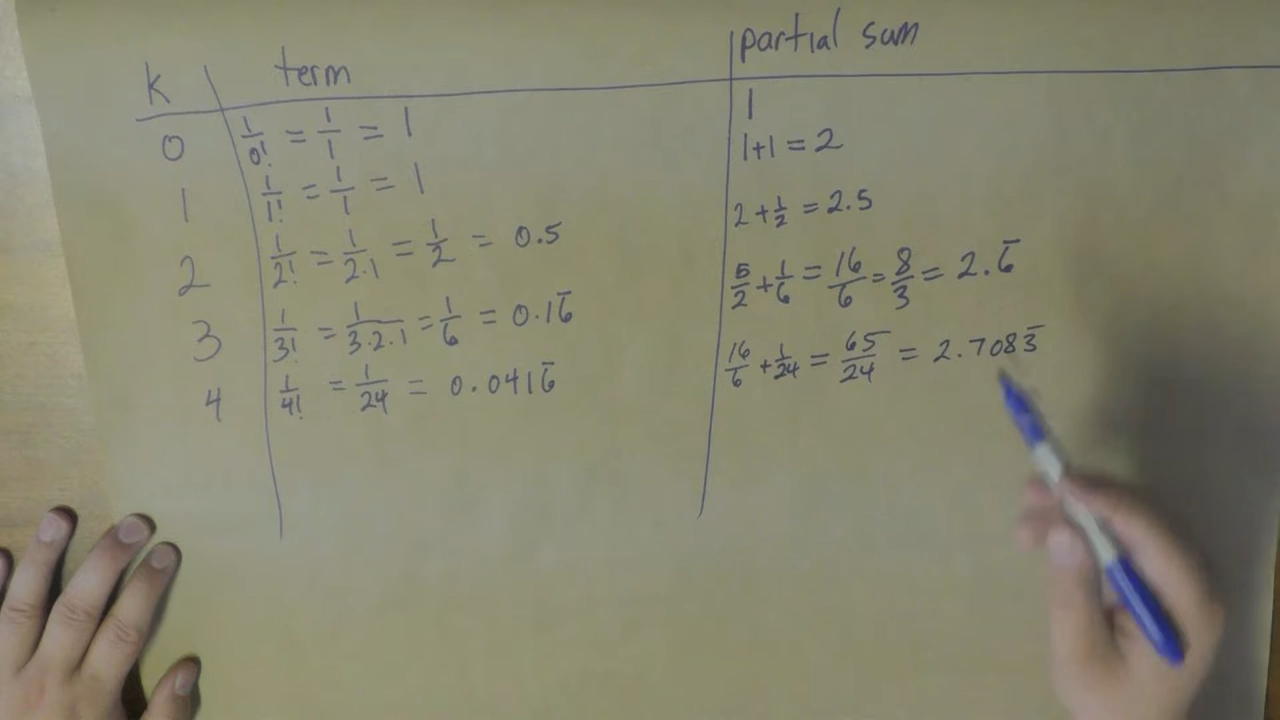 K term partial sum
0 1/0! = 1/1 = 1 1
1 1/1! = 1/1 = 1 1+1 = 2
2 1/2! = 1/2·1 = 1/2 = 0.5 2 + 1/2 = 2.5
3 1/3! = 1/3·2·1 = 1/6 = 0.16̄ 5/2 + 1/6 = 16/6 = 8/3 = 2.6̄
4 1/4! = 1/24 = 0.0416̄ 16/6 + 1/24 = 65/24 = 2.7083̄